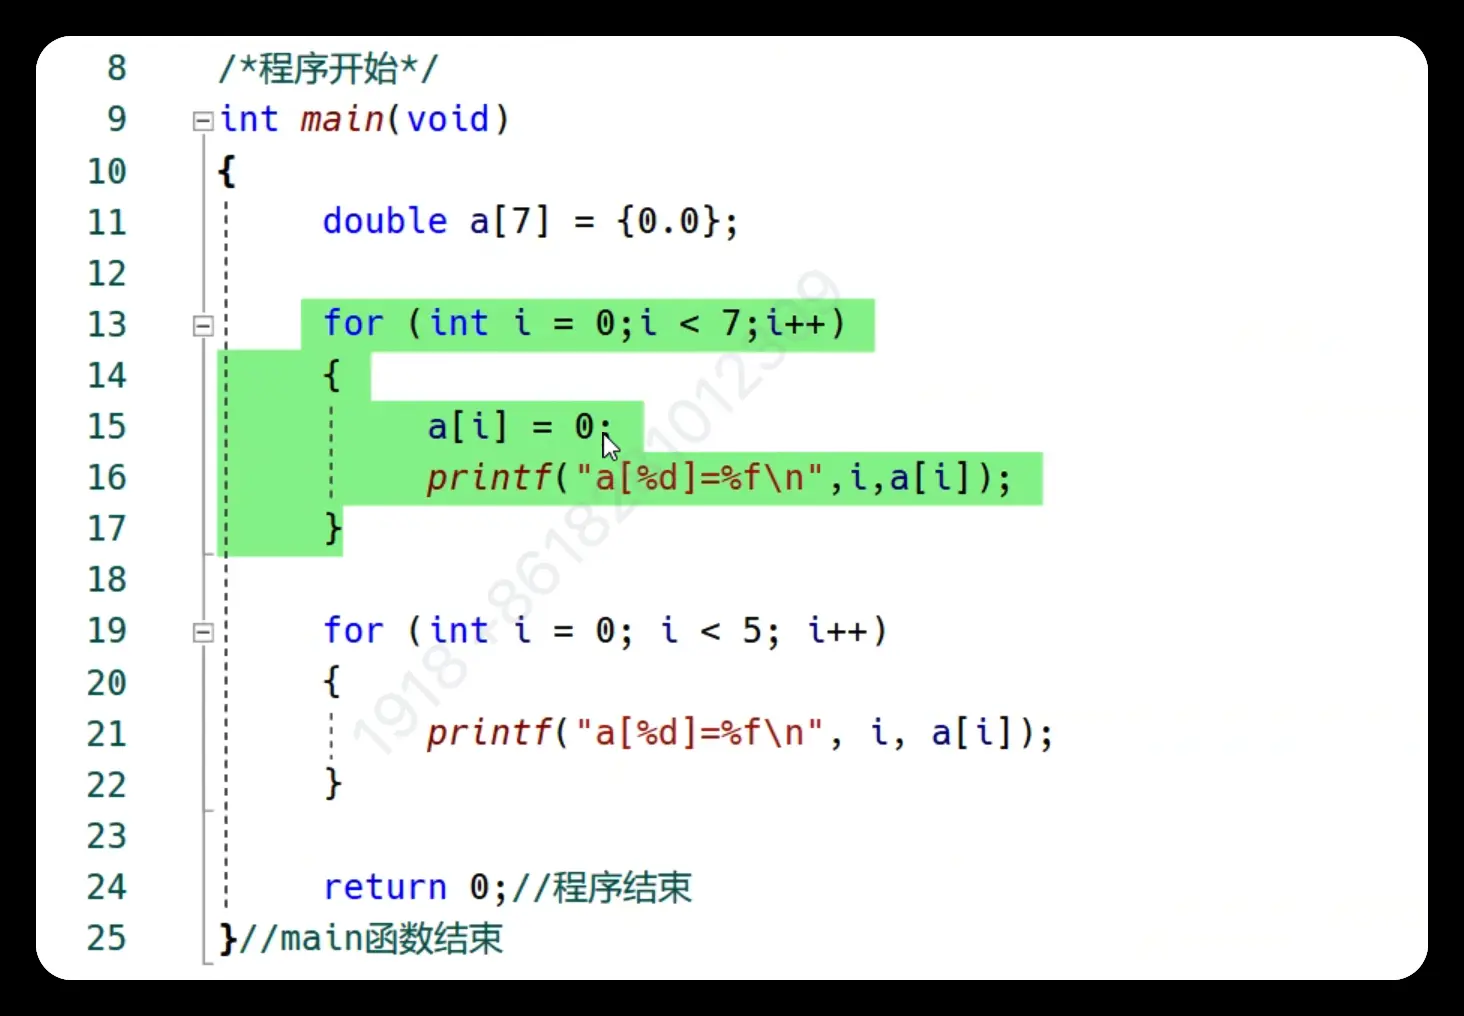 8 /*程序开始*/
9 int main(void)
10 {
11 double a[7] = {0.0};
12
13 for (int i = 0;i < 7;i++)
14 {
15 a[i] = 0;
16 printf("a[%d]=%f\n",i,a[i]);
17 }
18
19 for (int i = 0; i < 5; i++)
20 {
21 printf("a[%d]=%f\n", i, a[i]);
22 }
23
24 return 0;//程序结束
25 }//main函数结束